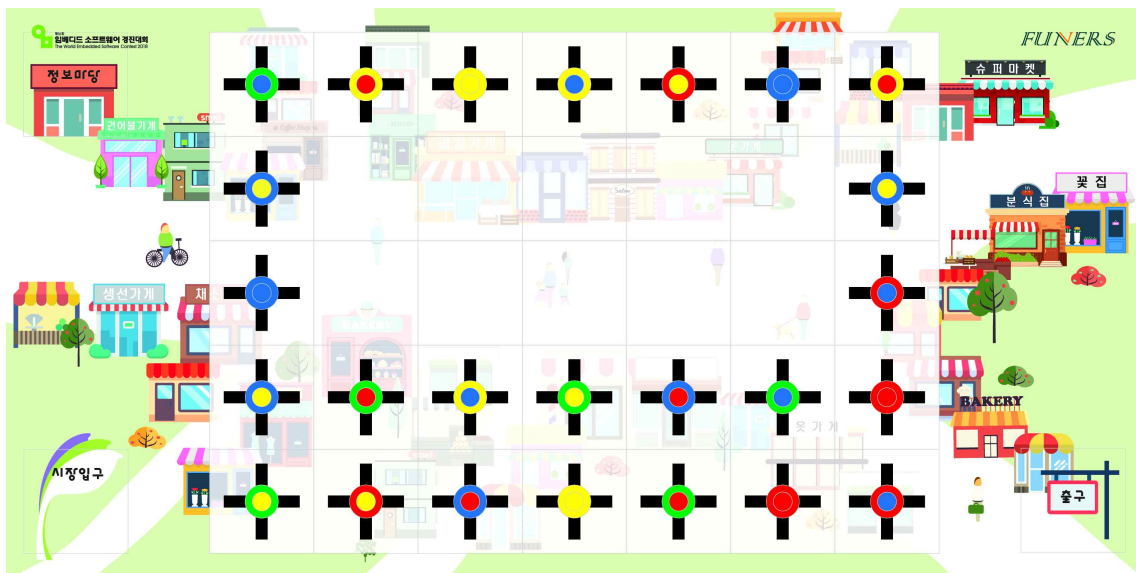 제16회
임베디드 소프트웨어 경진대회
The World Embedded Software Contest 2018
FUNERS
정보마당
슈퍼마켓
건어물가게
꽃집
분식집
생선가게
채
BAKERY
BAKERY
옷가게
시장입구
출구